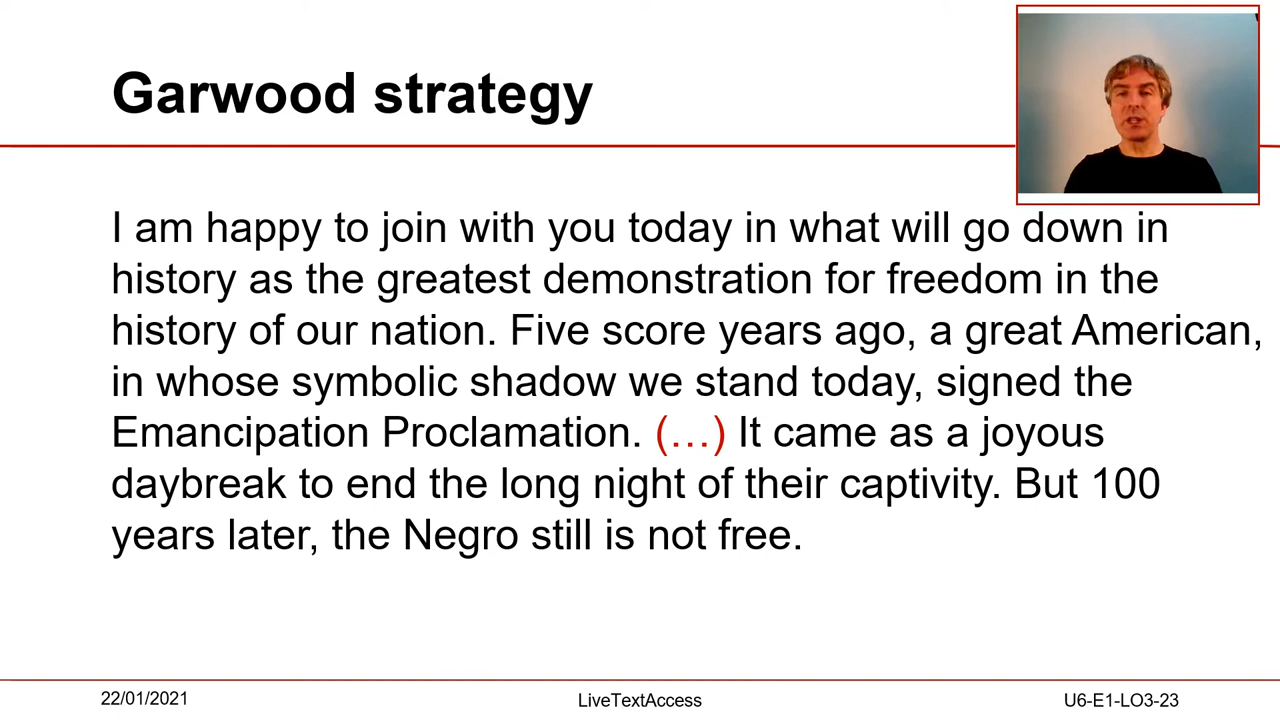 Garwood strategy
I am happy to join with you today in what will go down in
history as the greatest demonstration for freedom in the
history of our nation. Five score years ago, a great American,
in whose symbolic shadow we stand today, signed the
Emancipation Proclamation. (…) It came as a joyous
daybreak to end the long night of their captivity. But 100
years later, the Negro still is not free.
22/01/2021
LiveTextAccess
U6-E1-LO3-23